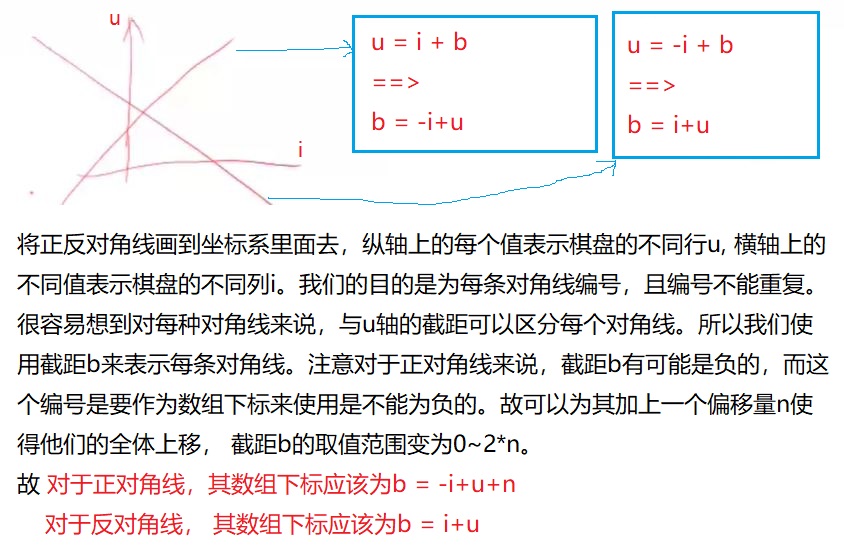 u
i
u = i + b
==>
b = -i+u
u = -i + b
==>
b = i+u
将正反对角线画到坐标系里面去，纵轴上的每个值表示棋盘的不同行u, 横轴上的
不同值表示棋盘的不同列i。我们的目的是为每条对角线编号，且编号不能重复。
很容易想到对每种对角线来说，与u轴的截距可以区分每个对角线。所以我们使
用截距b来表示每条对角线。注意对于正对角线来说，截距b有可能是负的，而这
个编号是要作为数组下标来使用是不能为负的。故可以为其加上一个偏移量n使
得他们的全体上移， 截距b的取值范围变为0~2*n。
故 对于正对角线，其数组下标应该为b = -i+u+n
对于反对角线， 其数组下标应该为b = i+u